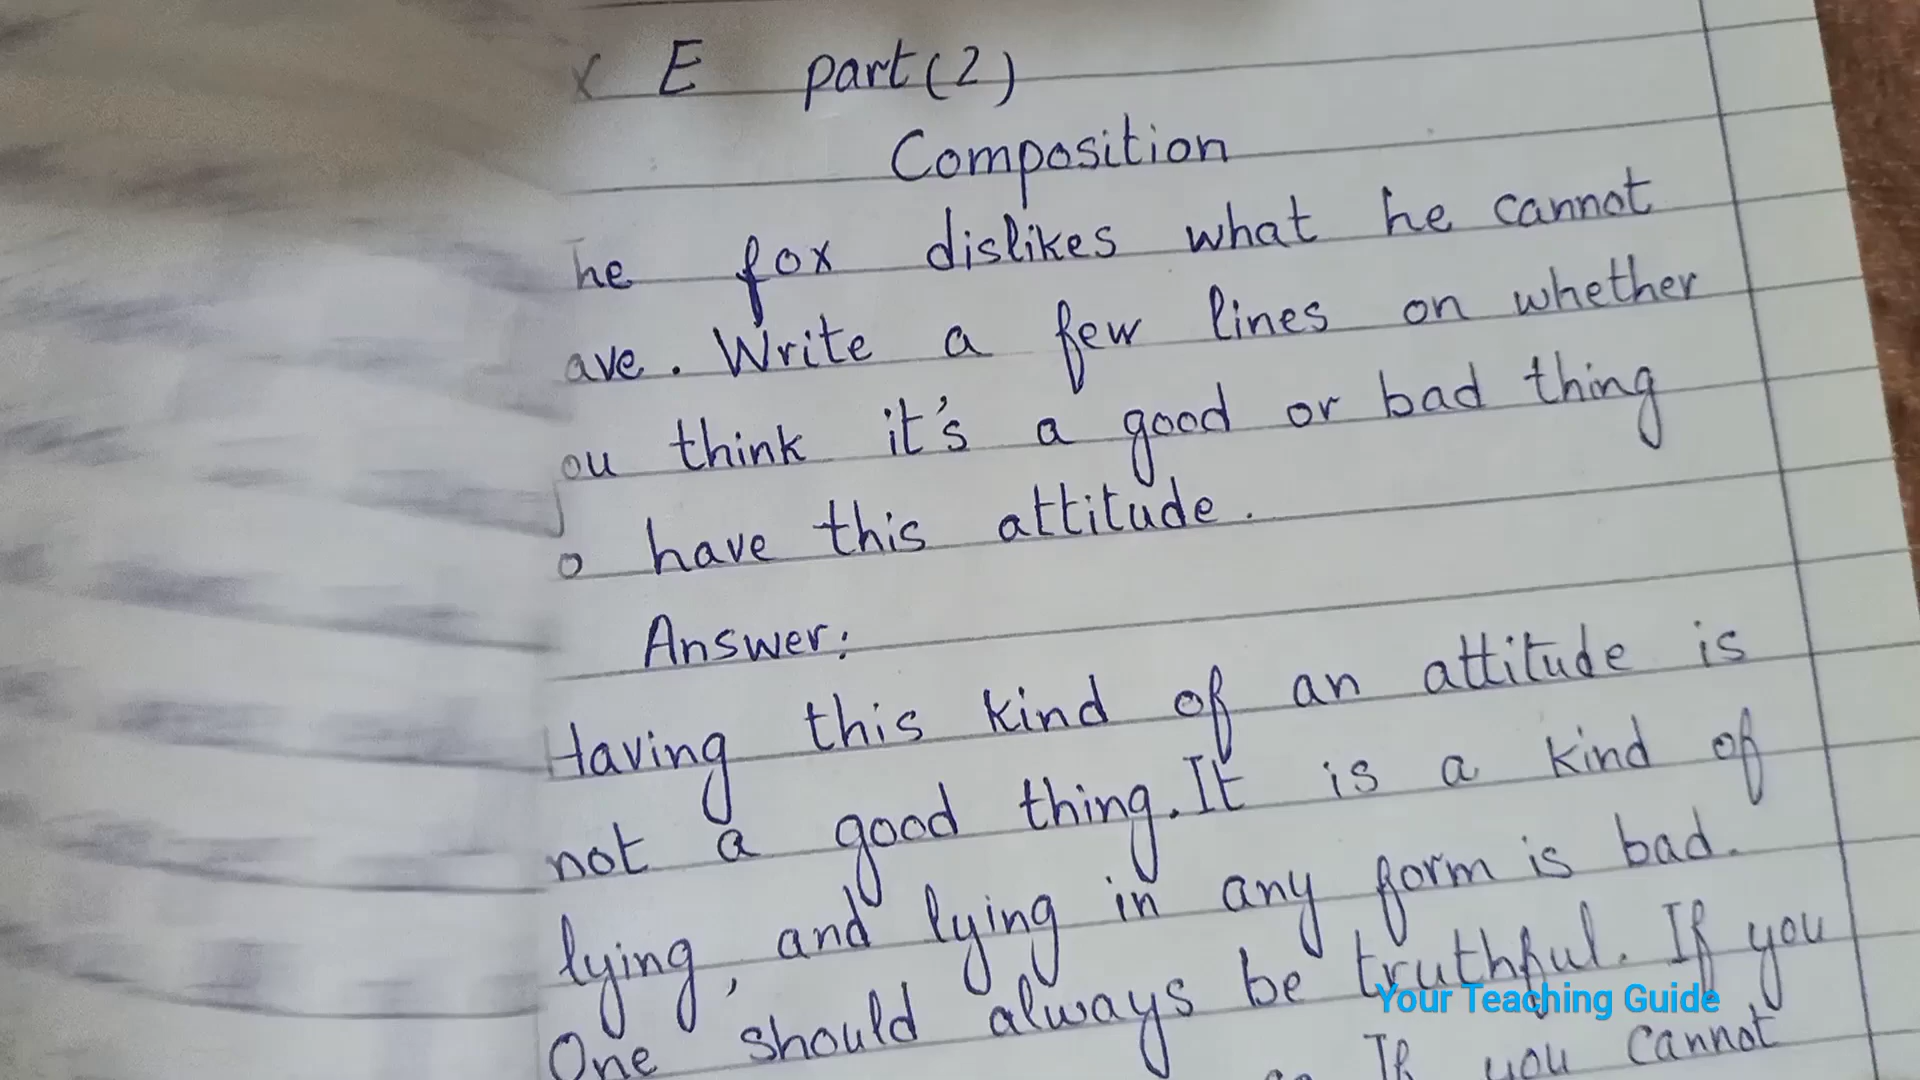 x E part(2)
Composition
he fox dislikes what he cannot
ave. Write a few lines on whether
ou think it's a good or bad thing
o have this attitude.
Answer:
Having this kind of an attitude is
not a good thing. It is a kind of
lying, and lying in any form is bad.
One should always be truthful. If you
Your Teaching Guide
If you cannot